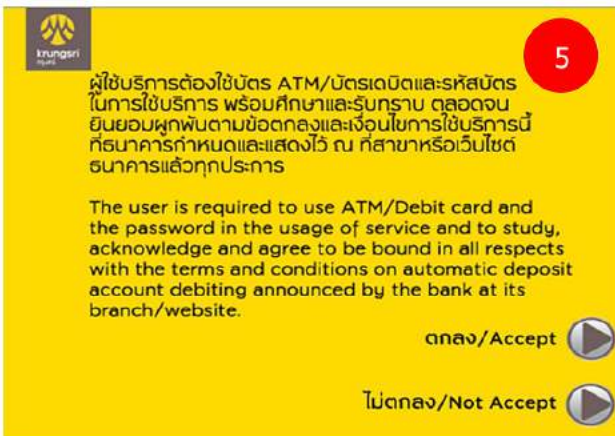 krungsri
กรุงศรี
5
ผู้ใช้บริการต้องใช้บัตร ATM/บัตรเดบิตและรหัสบัตร
ในการใช้บริการ พร้อมศึกษาและรับทราบ ตลอดจน
ยินยอมผูกพันตามข้อตกลงและเงื่อนไขการใช้บริการนี้
ที่ธนาคารกำหนดและแสดงไว้ ณ ที่สาขาหรือเว็บไซต์
ธนาคารแล้วทุกประการ
The user is required to use ATM/Debit card and
the password in the usage of service and to study,
acknowledge and agree to be bound in all respects
with the terms and conditions on automatic deposit
account debiting announced by the bank at its
branch/website.
ตกลง/Accept
ไม่ตกลง/Not Accept